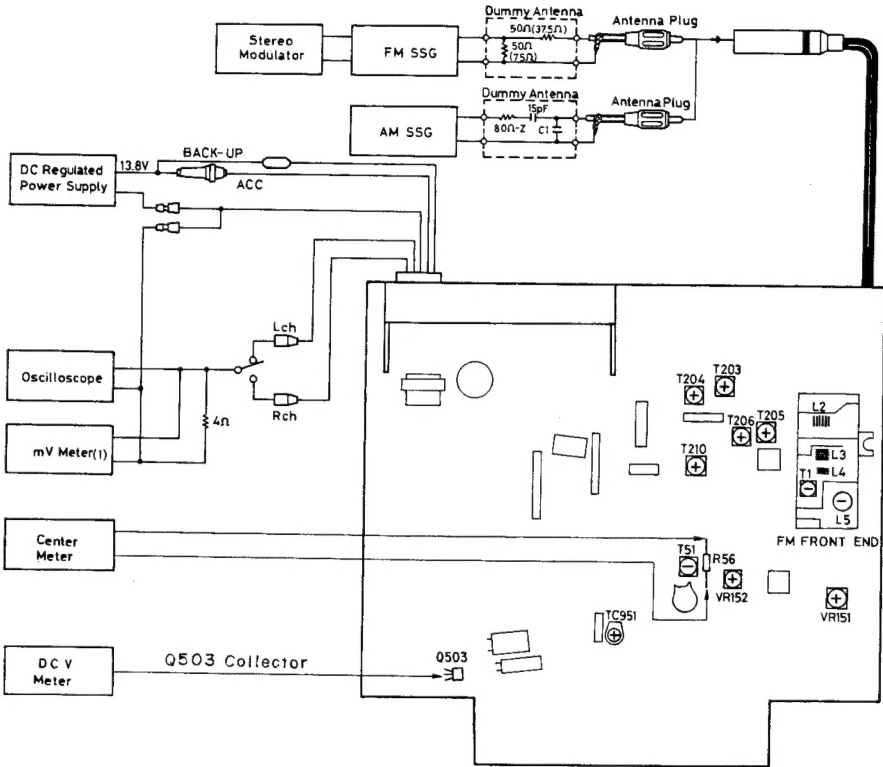 Dummy Antenna
50Ω(37.5Ω)
50Ω
(75Ω)
Antenna Plug
Stereo
Modulator
FM SSG
Dummy Antenna
15pF
80Ω-Z
C1
Antenna Plug
AM SSG
DC Regulated
Power Supply
13.8V
BACK-UP
ACC
Lch
Rch
Oscilloscope
4Ω
mV Meter(1)
Center
Meter
DC V
Meter
Q503 Collector
Q503
T204
T203
T206
T205
T210
L2
L3
L4
T1
L5
FM FRONT END
T51
R56
VR152
VR151
TC951